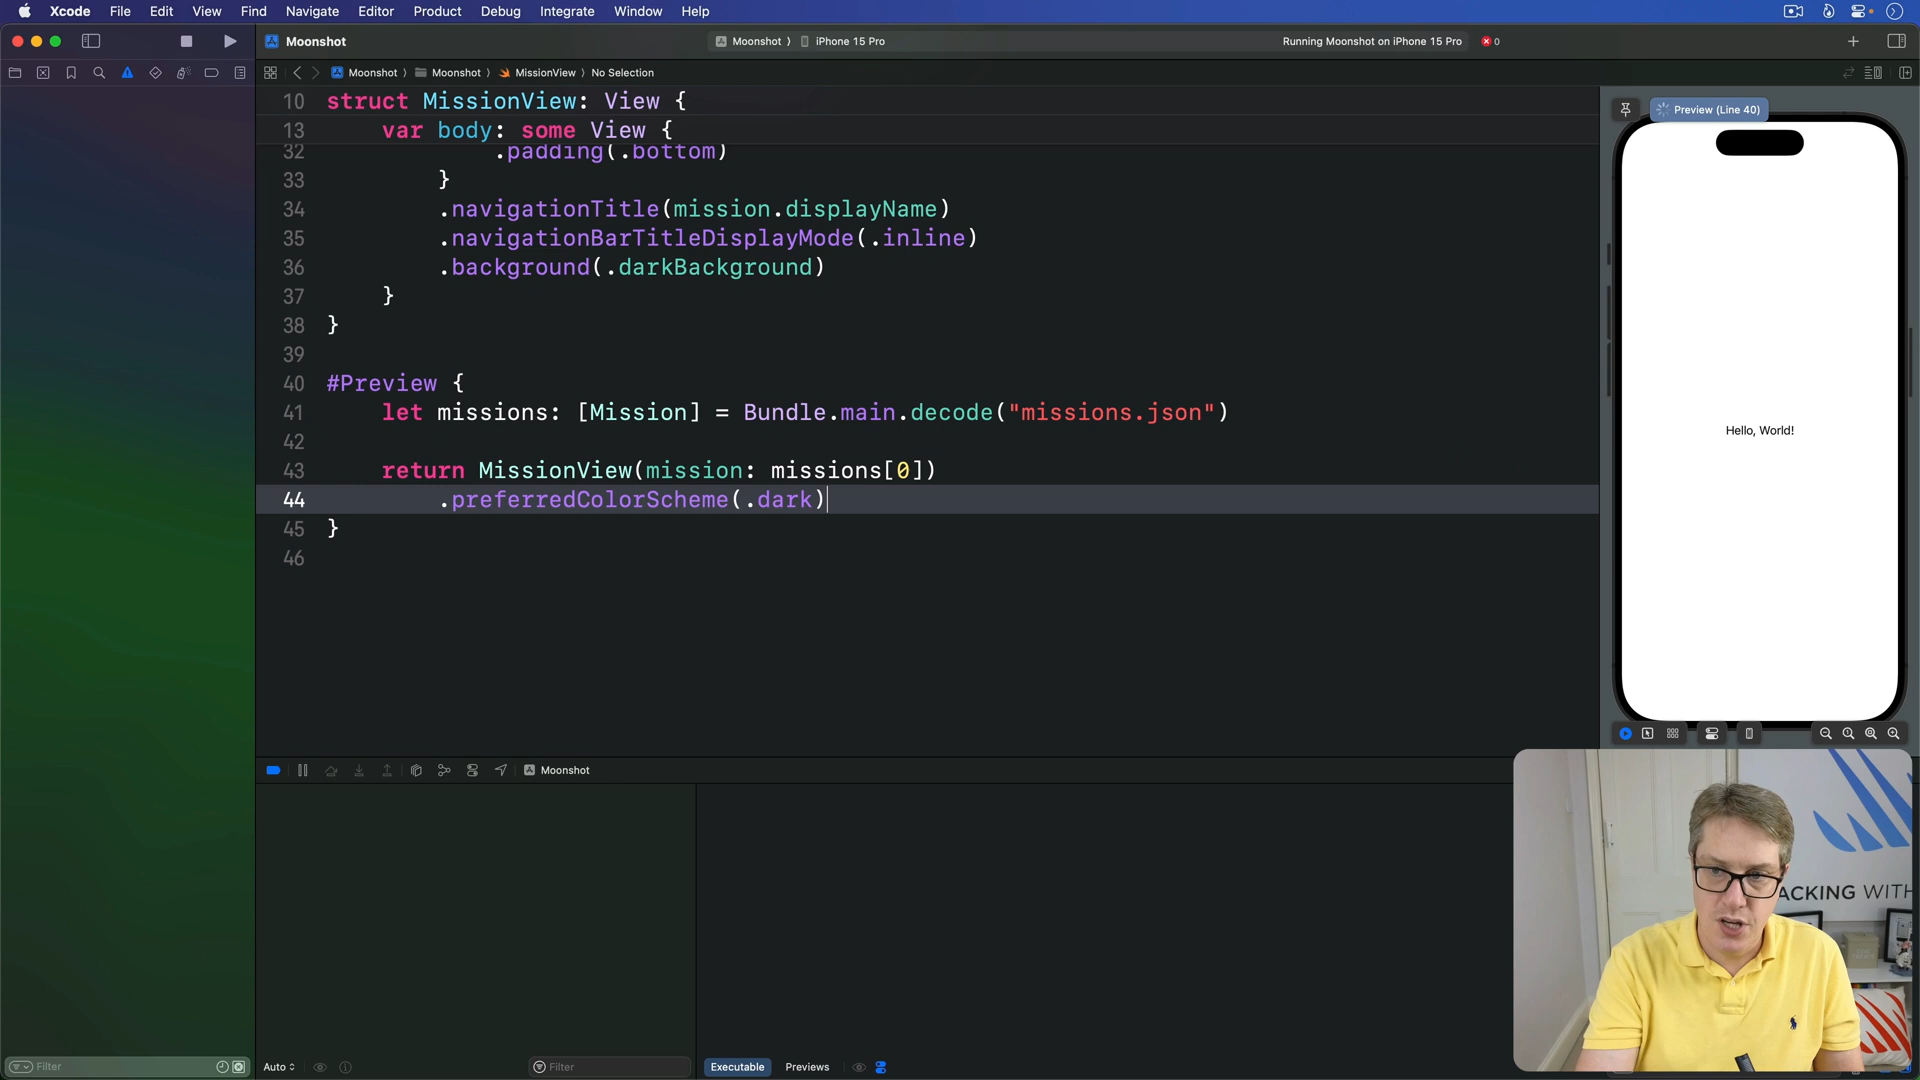 Xcode File Edit View Find Navigate Editor Product Debug Integrate Window Help
Moonshot
Moonshot 〉 iPhone 15 Pro
Running Moonshot on iPhone 15 Pro
0
Moonshot 〉 Moonshot 〉 MissionView 〉 No Selection
10 struct MissionView: View {
13 var body: some View {
32 .padding(.bottom)
33 }
34 .navigationTitle(mission.displayName)
35 .navigationBarTitleDisplayMode(.inline)
36 .background(.darkBackground)
37 }
38 }
39
40 #Preview {
41 let missions: [Mission] = Bundle.main.decode("missions.json")
42
43 return MissionView(mission: missions[0])
44 .preferredColorScheme(.dark)
45 }
46
Preview (Line 40)
Hello, World!
Moonshot
ACKING WITH
Filter
Auto
Filter
Executable
Previews